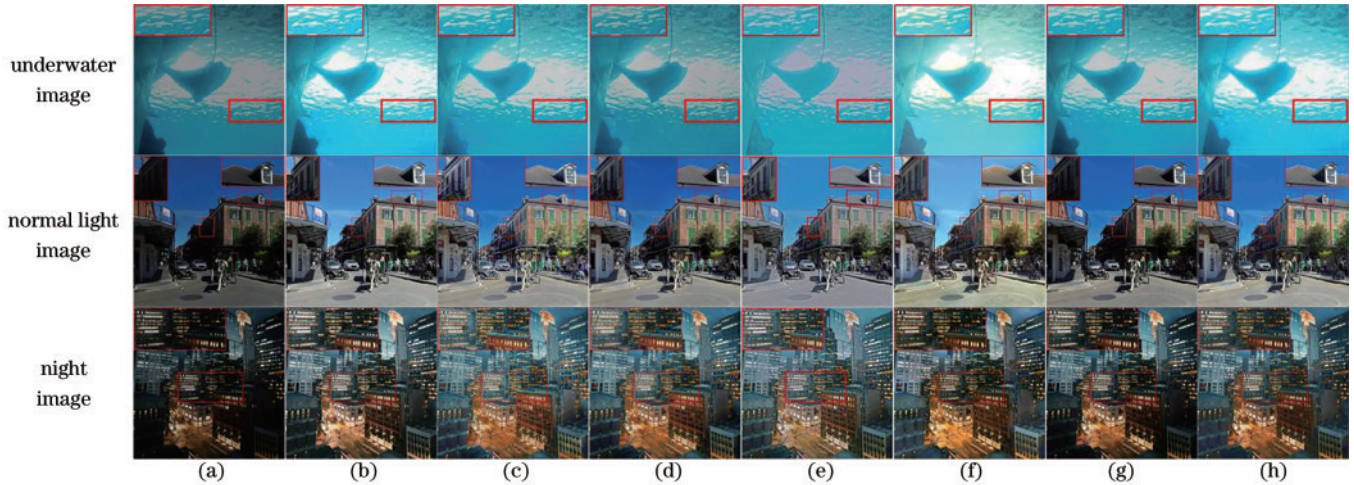 underwater
image
normal light
image
night
image
(a) (b) (c) (d) (e) (f) (g) (h)